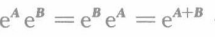 e^A e^B = e^B e^A = e^{A+B}